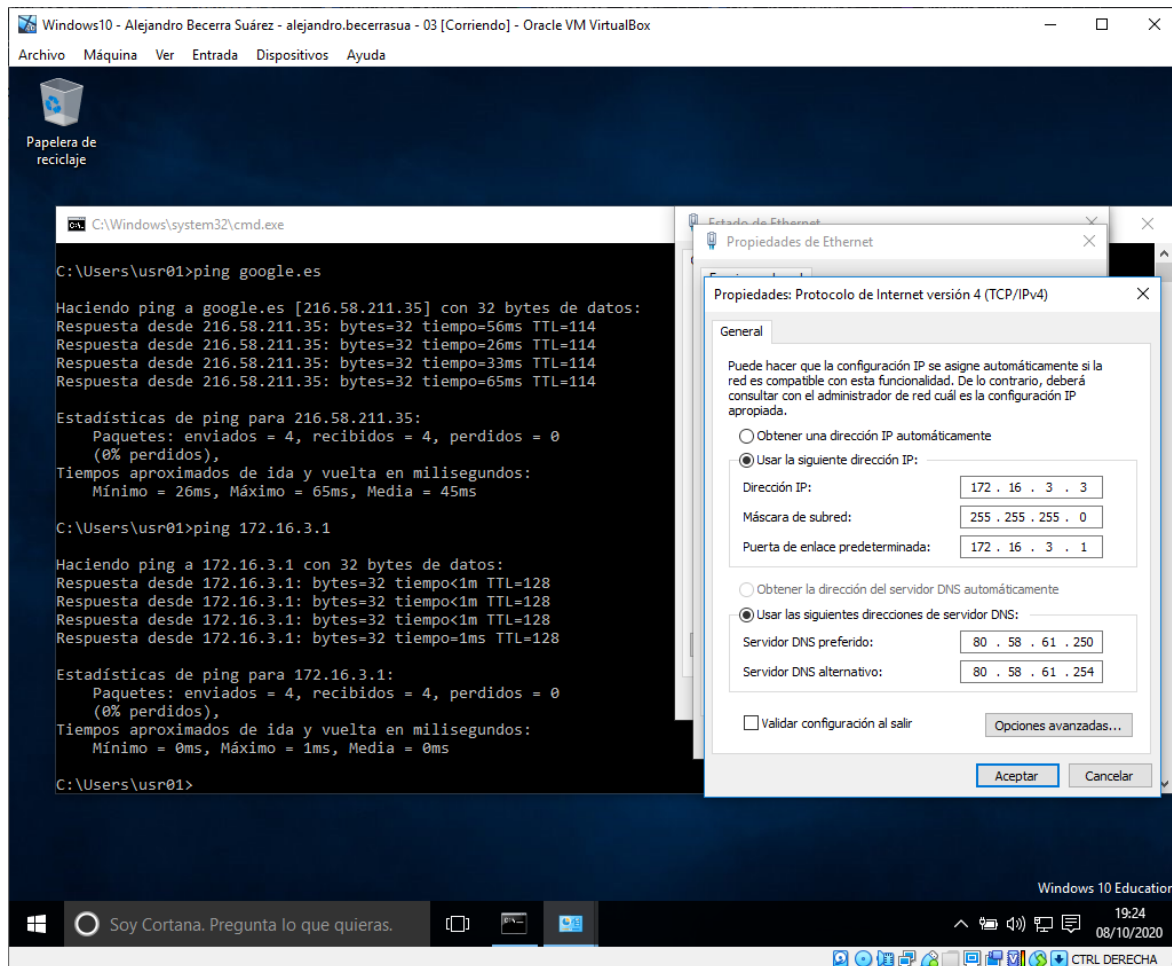 Windows10 - Alejandro Becerra Suárez - alejandro.becerrasua - 03 [Corriendo] - Oracle VM VirtualBox
Archivo Máquina Ver Entrada Dispositivos Ayuda
Papelera de
reciclaje
C:\Windows\system32\cmd.exe
C:\Users\usr01>ping google.es
Haciendo ping a google.es [216.58.211.35] con 32 bytes de datos:
Respuesta desde 216.58.211.35: bytes=32 tiempo=56ms TTL=114
Respuesta desde 216.58.211.35: bytes=32 tiempo=26ms TTL=114
Respuesta desde 216.58.211.35: bytes=32 tiempo=33ms TTL=114
Respuesta desde 216.58.211.35: bytes=32 tiempo=65ms TTL=114
Estadísticas de ping para 216.58.211.35:
Paquetes: enviados = 4, recibidos = 4, perdidos = 0
(0% perdidos),
Tiempos aproximados de ida y vuelta en milisegundos:
Mínimo = 26ms, Máximo = 65ms, Media = 45ms
C:\Users\usr01>ping 172.16.3.1
Haciendo ping a 172.16.3.1 con 32 bytes de datos:
Respuesta desde 172.16.3.1: bytes=32 tiempo<1m TTL=128
Respuesta desde 172.16.3.1: bytes=32 tiempo<1m TTL=128
Respuesta desde 172.16.3.1: bytes=32 tiempo<1m TTL=128
Respuesta desde 172.16.3.1: bytes=32 tiempo=1ms TTL=128
Estadísticas de ping para 172.16.3.1:
Paquetes: enviados = 4, recibidos = 4, perdidos = 0
(0% perdidos),
Tiempos aproximados de ida y vuelta en milisegundos:
Mínimo = 0ms, Máximo = 1ms, Media = 0ms
C:\Users\usr01>
Estado de Ethernet
Propiedades de Ethernet
Propiedades: Protocolo de Internet versión 4 (TCP/IPv4)
General
Puede hacer que la configuración IP se asigne automáticamente si la
red es compatible con esta funcionalidad. De lo contrario, deberá
consultar con el administrador de red cuál es la configuración IP
apropiada.
Obtener una dirección IP automáticamente
Usar la siguiente dirección IP:
Dirección IP: 172 . 16 . 3 . 3
Máscara de subred: 255 . 255 . 255 . 0
Puerta de enlace predeterminada: 172 . 16 . 3 . 1
Obtener la dirección del servidor DNS automáticamente
Usar las siguientes direcciones de servidor DNS:
Servidor DNS preferido: 80 . 58 . 61 . 250
Servidor DNS alternativo: 80 . 58 . 61 . 254
Validar configuración al salir
Opciones avanzadas...
Aceptar Cancelar
Windows 10 Education
Soy Cortana. Pregunta lo que quieras.
19:24
08/10/2020
CTRL DERECHA